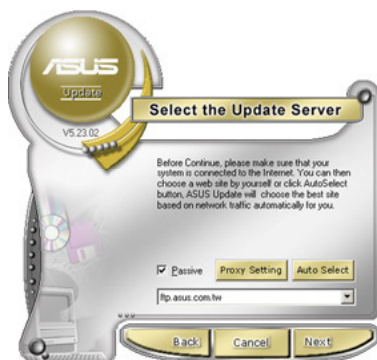 ASUS
Update
V5.23.02
Select the Update Server
Before Continue, please make sure that your
system is connected to the Internet. You can then
choose a web site by yourself or click AutoSelect
button, ASUS Update will choose the best site
based on network traffic automatically for you.
Passive
Proxy Setting
Auto Select
ftp.asus.com.tw
Back
Cancel
Next